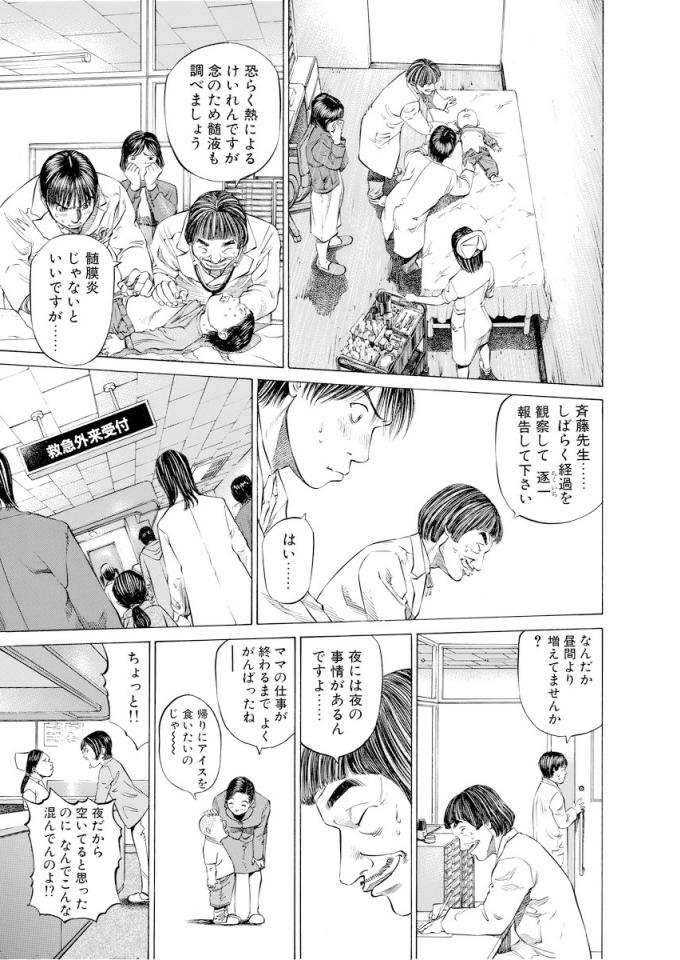 恐らく熱による
けいれんですが
念のため髄液も
調べましょう
髄膜炎
じゃないと
いいですが……
斉藤先生……
しばらく経過を
観察して 逐一
ちくいち
報告して下さい
はい……
救急外来受付
なんだか
昼間より
増えてませんか
?
夜には夜の
事情があるん
ですよ……
ママの仕事が
終わるまで よく
がんばったね
──
帰りにアイスを
食いたいの
じゃ〜〜
ちょっと!!
夜だから
空いてると思った
のに なんでこんな
混んでんのよ!?